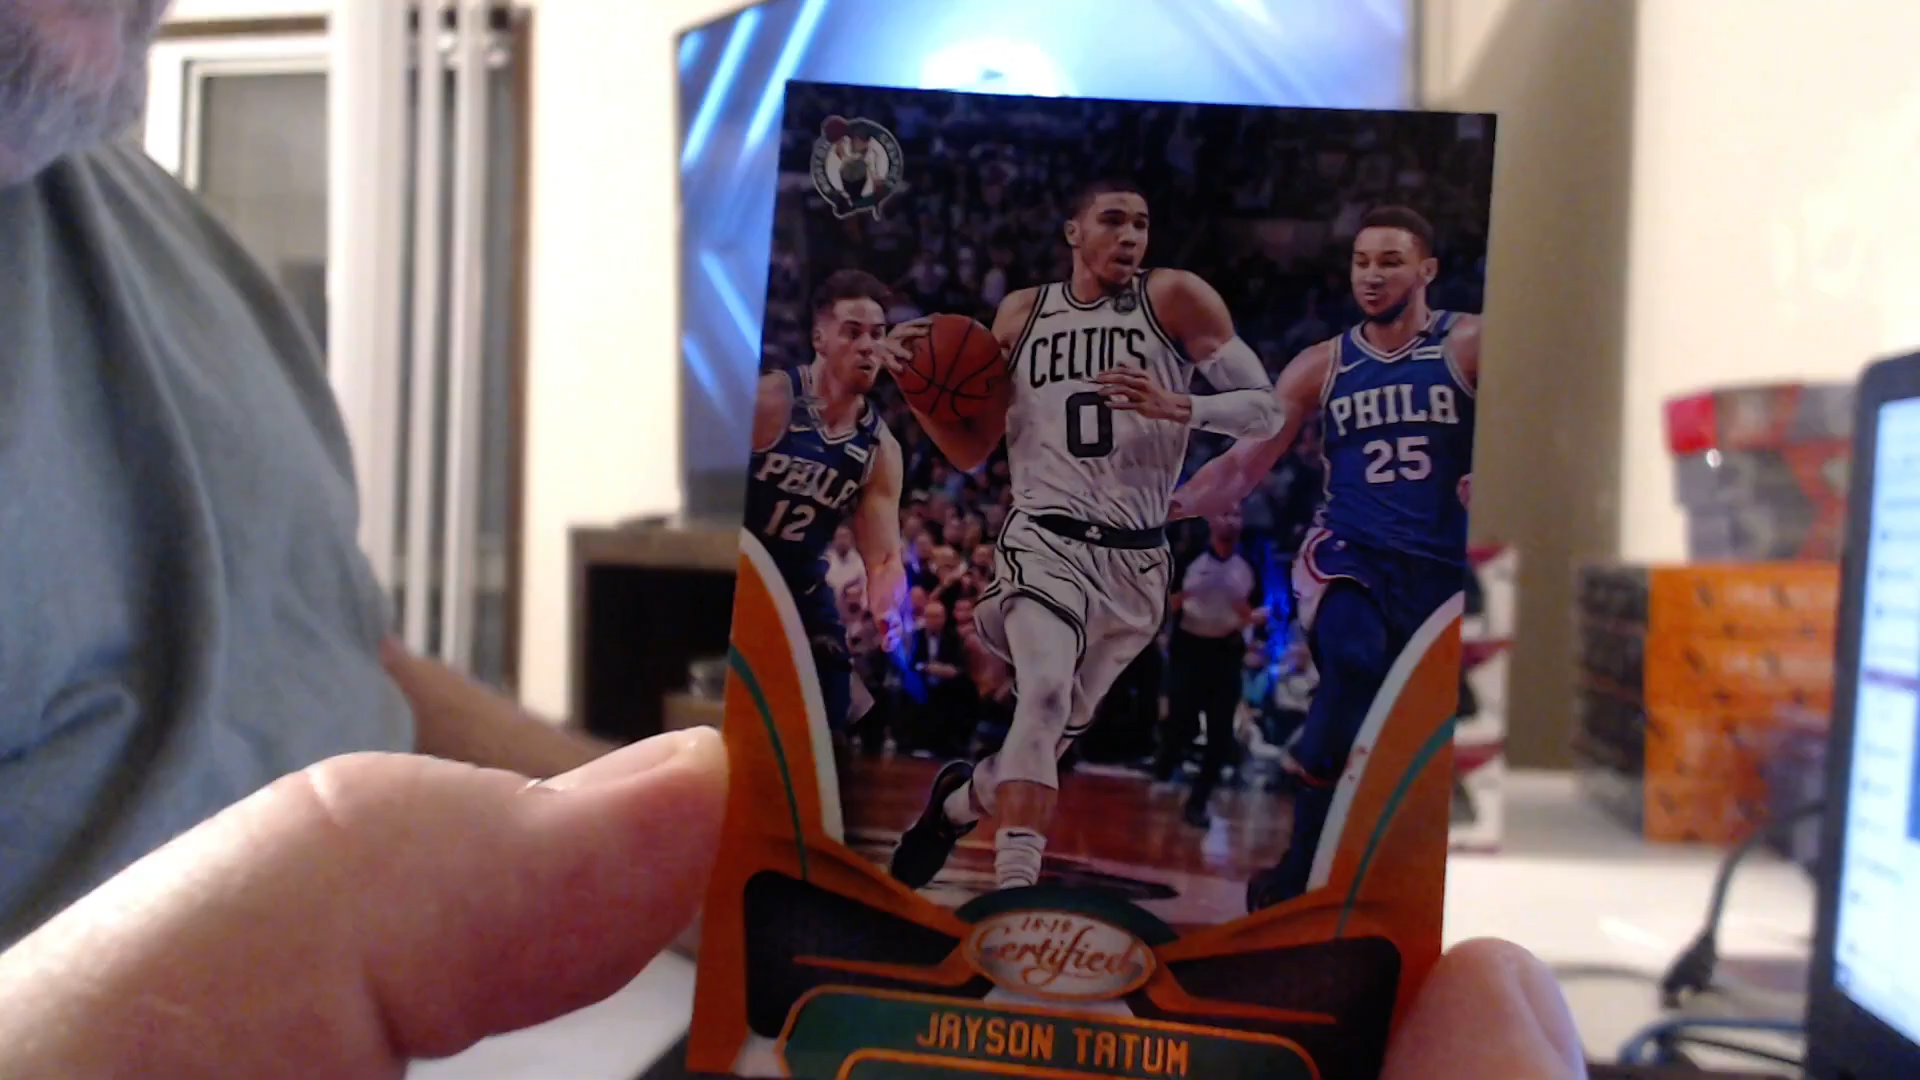 CELTICS
0
PHILA
12
PHILA
25
18-19
Certified
JAYSON TATUM